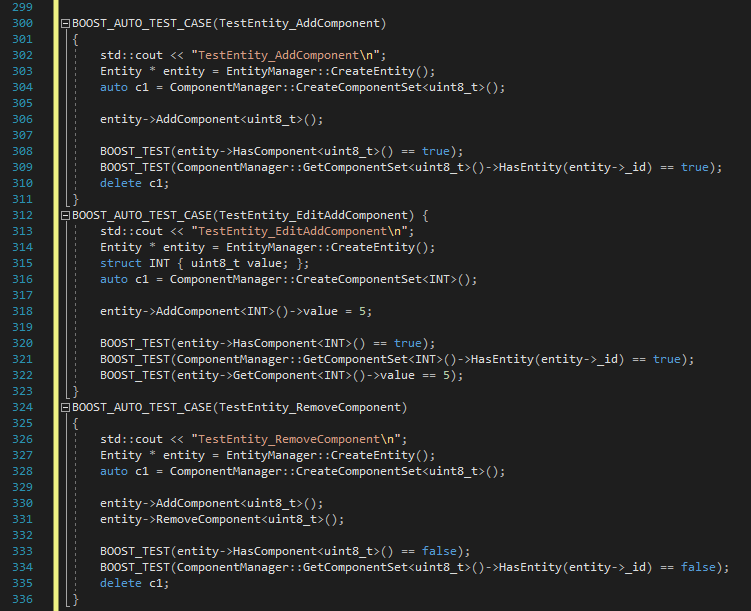 299
300 BOOST_AUTO_TEST_CASE(TestEntity_AddComponent)
301 {
302     std::cout << "TestEntity_AddComponent\n";
303     Entity * entity = EntityManager::CreateEntity();
304     auto c1 = ComponentManager::CreateComponentSet<uint8_t>();
305
306     entity->AddComponent<uint8_t>();
307
308     BOOST_TEST(entity->HasComponent<uint8_t>() == true);
309     BOOST_TEST(ComponentManager::GetComponentSet<uint8_t>()->HasEntity(entity->_id) == true);
310     delete c1;
311 }
312 BOOST_AUTO_TEST_CASE(TestEntity_EditAddComponent) {
313     std::cout << "TestEntity_EditAddComponent\n";
314     Entity * entity = EntityManager::CreateEntity();
315     struct INT { uint8_t value; };
316     auto c1 = ComponentManager::CreateComponentSet<INT>();
317
318     entity->AddComponent<INT>()->value = 5;
319
320     BOOST_TEST(entity->HasComponent<INT>() == true);
321     BOOST_TEST(ComponentManager::GetComponentSet<INT>()->HasEntity(entity->_id) == true);
322     BOOST_TEST(entity->GetComponent<INT>()->value == 5);
323 }
324 BOOST_AUTO_TEST_CASE(TestEntity_RemoveComponent)
325 {
326     std::cout << "TestEntity_RemoveComponent\n";
327     Entity * entity = EntityManager::CreateEntity();
328     auto c1 = ComponentManager::CreateComponentSet<uint8_t>();
329
330     entity->AddComponent<uint8_t>();
331     entity->RemoveComponent<uint8_t>();
332
333     BOOST_TEST(entity->HasComponent<uint8_t>() == false);
334     BOOST_TEST(ComponentManager::GetComponentSet<uint8_t>()->HasEntity(entity->_id) == false);
335     delete c1;
336 }